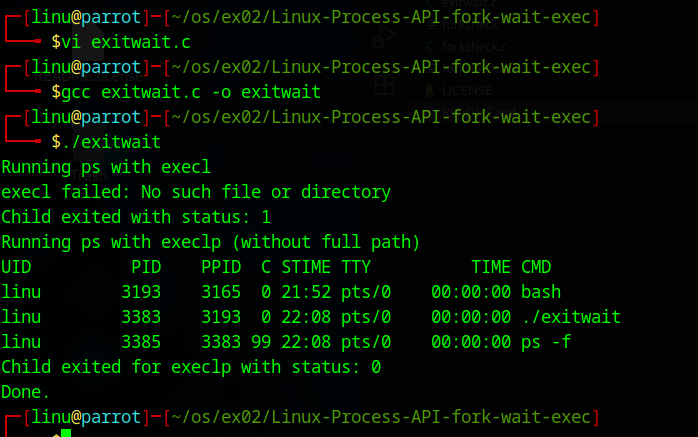 ┌─[linu@parrot]─[~/os/ex02/Linux-Process-API-fork-wait-exec]
└──╼ $vi exitwait.c
┌─[linu@parrot]─[~/os/ex02/Linux-Process-API-fork-wait-exec]
└──╼ $gcc exitwait.c -o exitwait
┌─[linu@parrot]─[~/os/ex02/Linux-Process-API-fork-wait-exec]
└──╼ $./exitwait
Running ps with execl
execl failed: No such file or directory
Child exited with status: 1
Running ps with execlp (without full path)
UID          PID    PPID  C STIME TTY          TIME CMD
linu        3193    3165  0 21:52 pts/0    00:00:00 bash
linu        3383    3193  0 22:08 pts/0    00:00:00 ./exitwait
linu        3385    3383 99 22:08 pts/0    00:00:00 ps -f
Child exited for execlp with status: 0
Done.
┌─[linu@parrot]─[~/os/ex02/Linux-Process-API-fork-wait-exec]
└──╼ $
exitwait.c
forkcheck
forkcheck.c
LICENSE